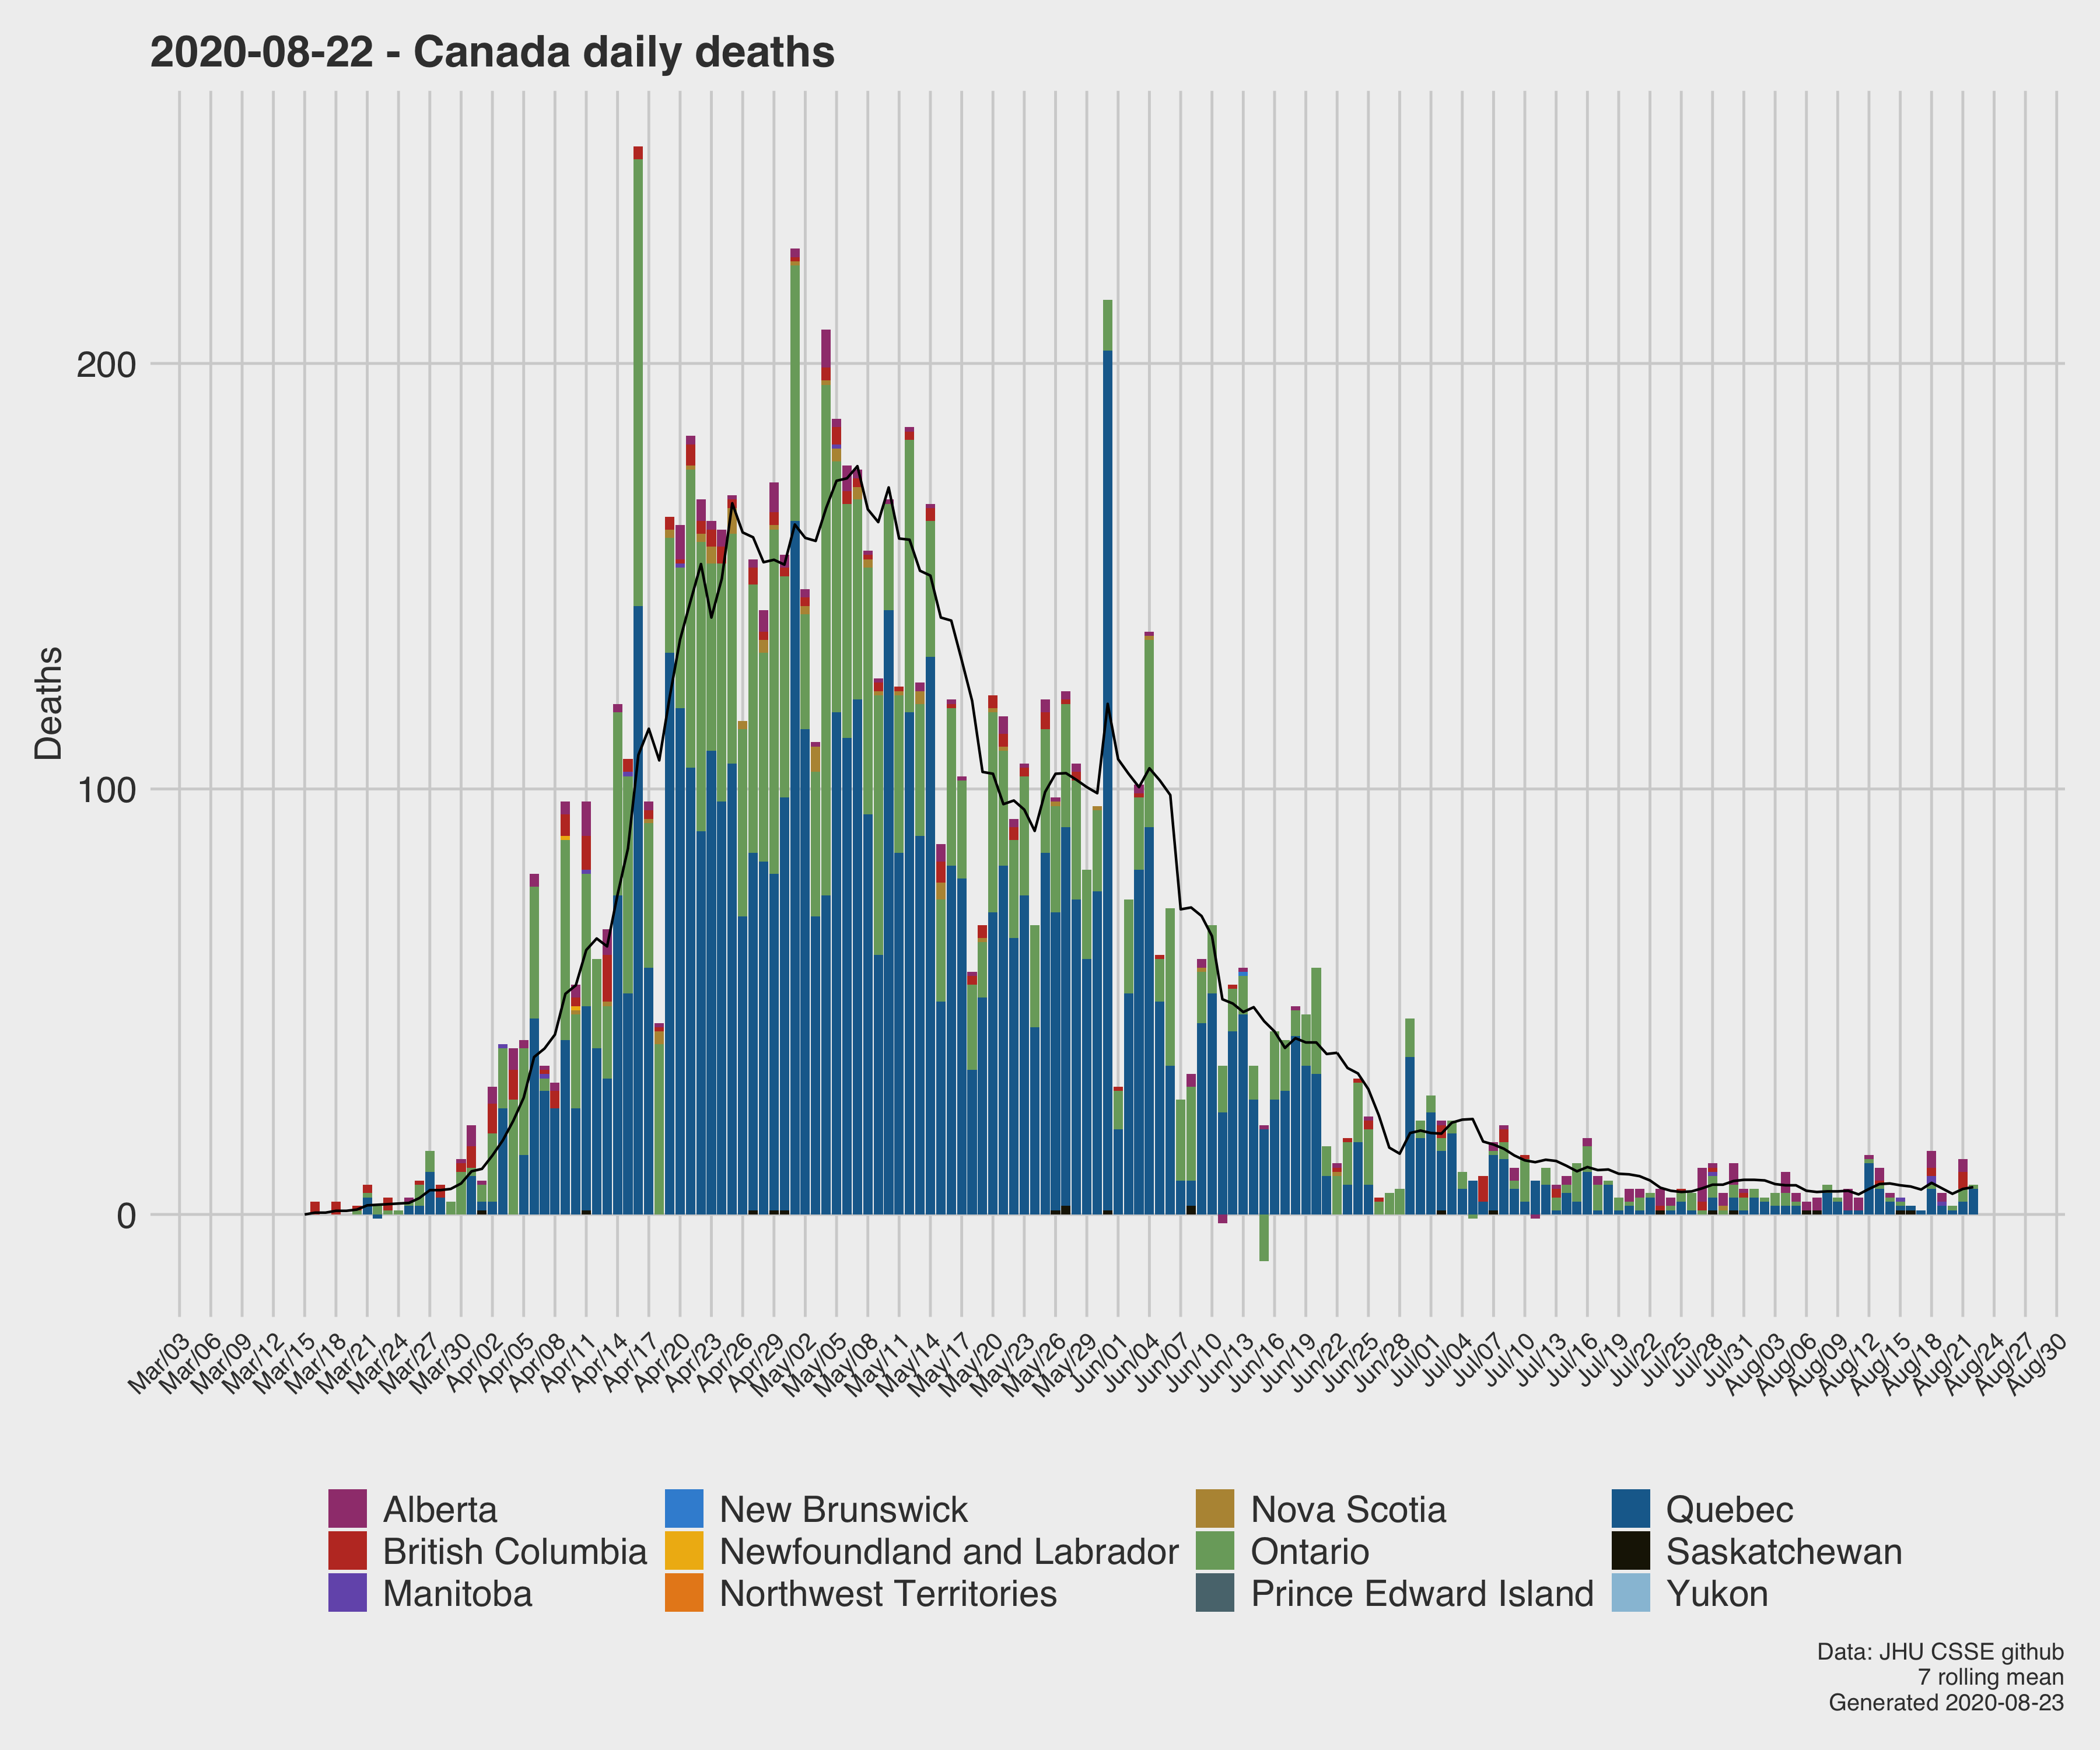 2020-08-22 - Canada daily deaths
Deaths
200
100
0
Mar/03 Mar/06 Mar/09 Mar/12 Mar/15 Mar/18 Mar/21 Mar/24 Mar/27 Mar/30 Apr/02 Apr/05 Apr/08 Apr/11 Apr/14 Apr/17 Apr/20 Apr/23 Apr/26 Apr/29 May/02 May/05 May/08 May/11 May/14 May/17 May/20 May/23 May/26 May/29 Jun/01 Jun/04 Jun/07 Jun/10 Jun/13 Jun/16 Jun/19 Jun/22 Jun/25 Jun/28 Jul/01 Jul/04 Jul/07 Jul/10 Jul/13 Jul/16 Jul/19 Jul/22 Jul/25 Jul/28 Jul/31 Aug/03 Aug/06 Aug/09 Aug/12 Aug/15 Aug/18 Aug/21 Aug/24 Aug/27 Aug/30
Alberta New Brunswick Nova Scotia Quebec
British Columbia Newfoundland and Labrador Ontario Saskatchewan
Manitoba Northwest Territories Prince Edward Island Yukon
Data: JHU CSSE github
7 rolling mean
Generated 2020-08-23